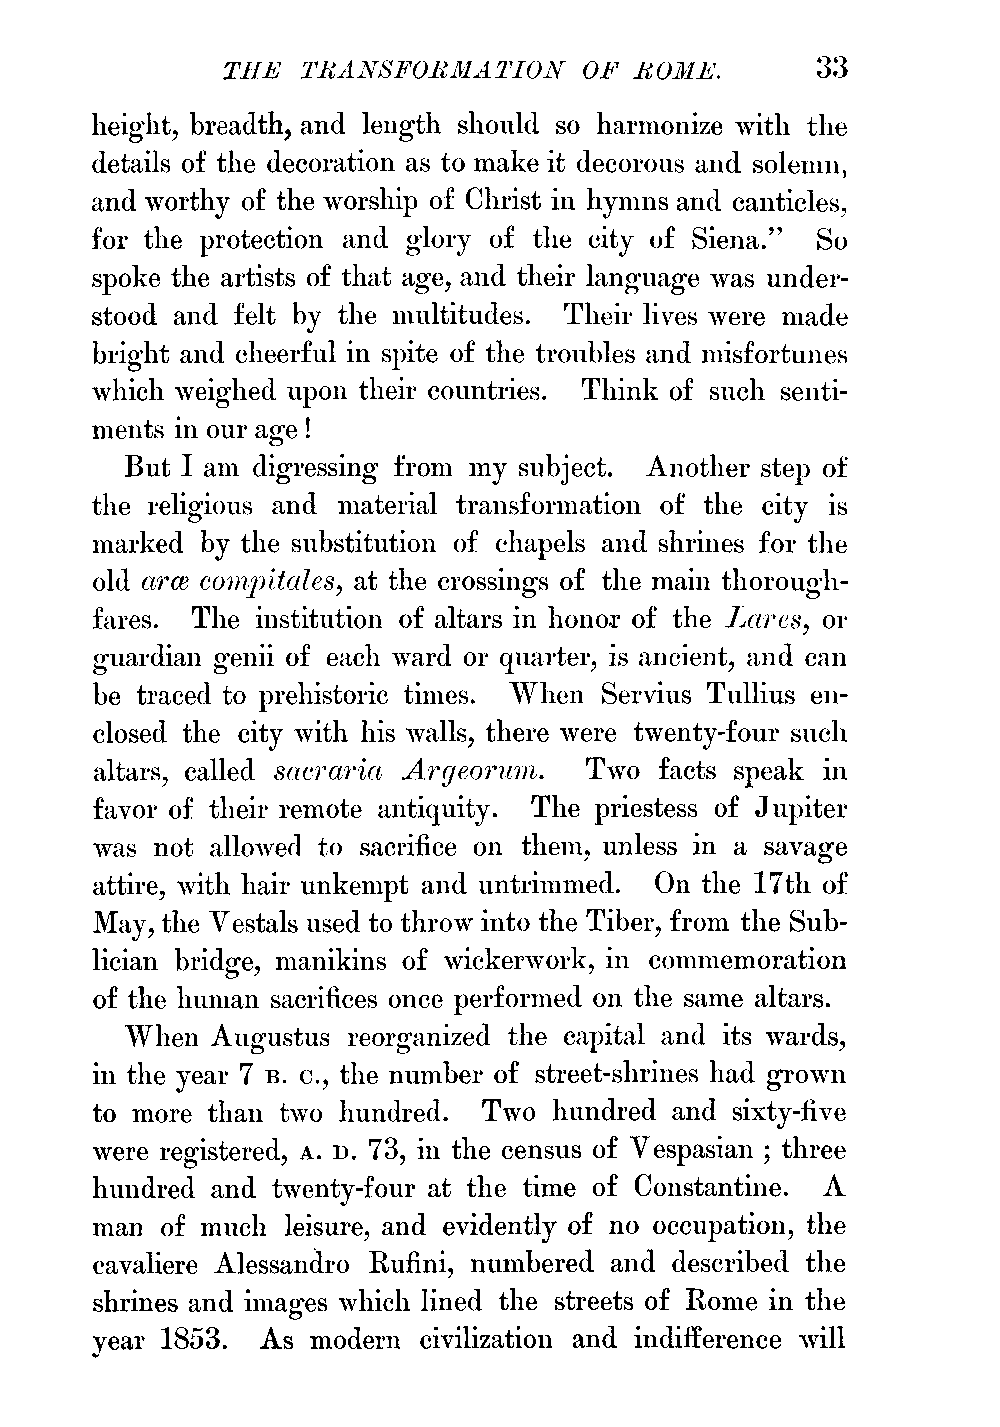 THE TRANSFORMATION OF ROME. 33
height, breadth, and length should so harmonize with the
details of the decoration as to make it decorous and solemn,
and worthy of the worship of Christ in hymns and canticles,
for the protection and glory of the city of Siena.” So
spoke the artists of that age, and their language was under-
stood and felt by the multitudes. Their lives were made
bright and cheerful in spite of the troubles and misfortunes
which weighed upon their countries. Think of such senti-
ments in our age!
But I am digressing from my subject. Another step of
the religious and material transformation of the city is
marked by the substitution of chapels and shrines for the
old aræ compitales, at the crossings of the main thorough-
fares. The institution of altars in honor of the Lares, or
guardian genii of each ward or quarter, is ancient, and can
be traced to prehistoric times. When Servius Tullius en-
closed the city with his walls, there were twenty-four such
altars, called sacraria Argeorum. Two facts speak in
favor of their remote antiquity. The priestess of Jupiter
was not allowed to sacrifice on them, unless in a savage
attire, with hair unkempt and untrimmed. On the 17th of
May, the Vestals used to throw into the Tiber, from the Sub-
lician bridge, manikins of wickerwork, in commemoration
of the human sacrifices once performed on the same altars.
When Augustus reorganized the capital and its wards,
in the year 7 B. C., the number of street-shrines had grown
to more than two hundred. Two hundred and sixty-five
were registered, A. D. 73, in the census of Vespasian ; three
hundred and twenty-four at the time of Constantine. A
man of much leisure, and evidently of no occupation, the
cavaliere Alessandro Rufini, numbered and described the
shrines and images which lined the streets of Rome in the
year 1853. As modern civilization and indifference will